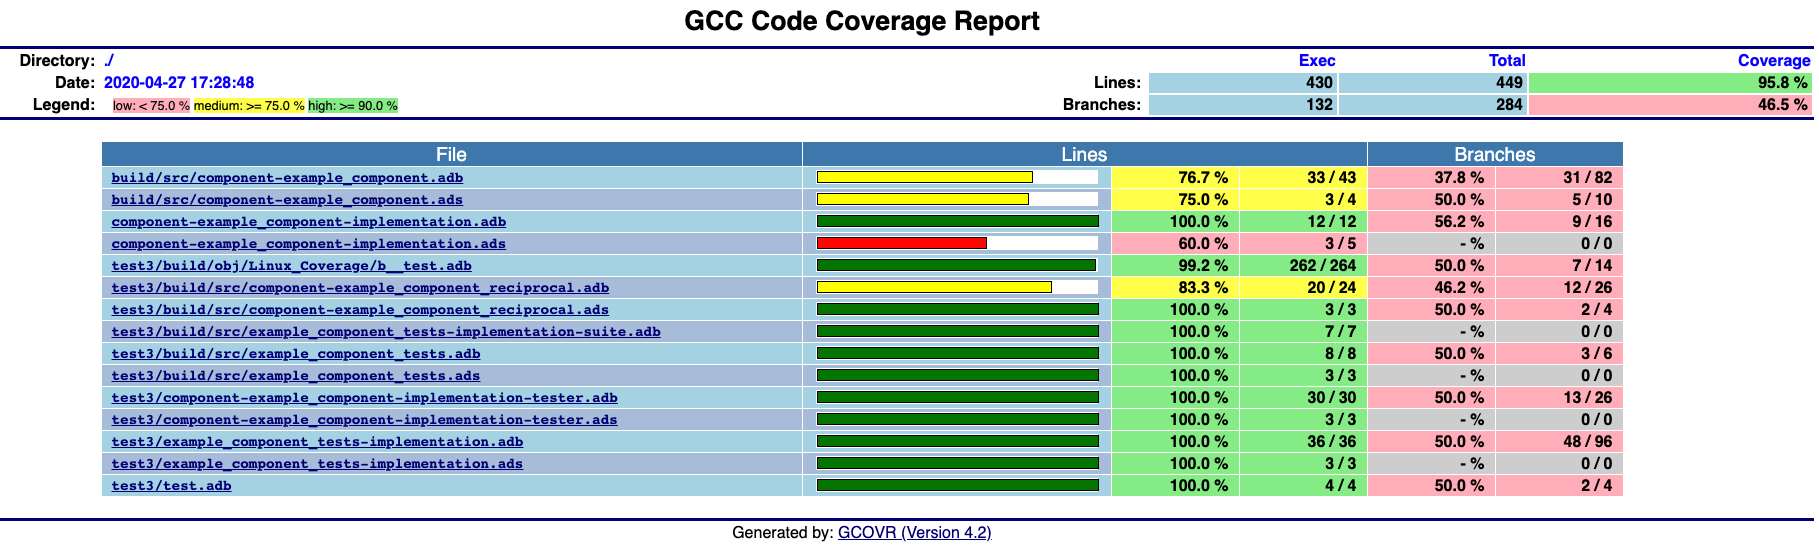 GCC Code Coverage Report
Directory: ./ Exec Total Coverage
Date: 2020-04-27 17:28:48 Lines: 430 449 95.8 %
Legend: low: < 75.0 % medium: >= 75.0 % high: >= 90.0 % Branches: 132 284 46.5 %
File Lines Branches
build/src/component-example_component.adb 76.7 % 33 / 43 37.8 % 31 / 82
build/src/component-example_component.ads 75.0 % 3 / 4 50.0 % 5 / 10
component-example_component-implementation.adb 100.0 % 12 / 12 56.2 % 9 / 16
component-example_component-implementation.ads 60.0 % 3 / 5 - % 0 / 0
test3/build/obj/Linux_Coverage/b__test.adb 99.2 % 262 / 264 50.0 % 7 / 14
test3/build/src/component-example_component_reciprocal.adb 83.3 % 20 / 24 46.2 % 12 / 26
test3/build/src/component-example_component_reciprocal.ads 100.0 % 3 / 3 50.0 % 2 / 4
test3/build/src/example_component_tests-implementation-suite.adb 100.0 % 7 / 7 - % 0 / 0
test3/build/src/example_component_tests.adb 100.0 % 8 / 8 50.0 % 3 / 6
test3/build/src/example_component_tests.ads 100.0 % 3 / 3 - % 0 / 0
test3/component-example_component-implementation-tester.adb 100.0 % 30 / 30 50.0 % 13 / 26
test3/component-example_component-implementation-tester.ads 100.0 % 3 / 3 - % 0 / 0
test3/example_component_tests-implementation.adb 100.0 % 36 / 36 50.0 % 48 / 96
test3/example_component_tests-implementation.ads 100.0 % 3 / 3 - % 0 / 0
test3/test.adb 100.0 % 4 / 4 50.0 % 2 / 4
Generated by: GCOVR (Version 4.2)